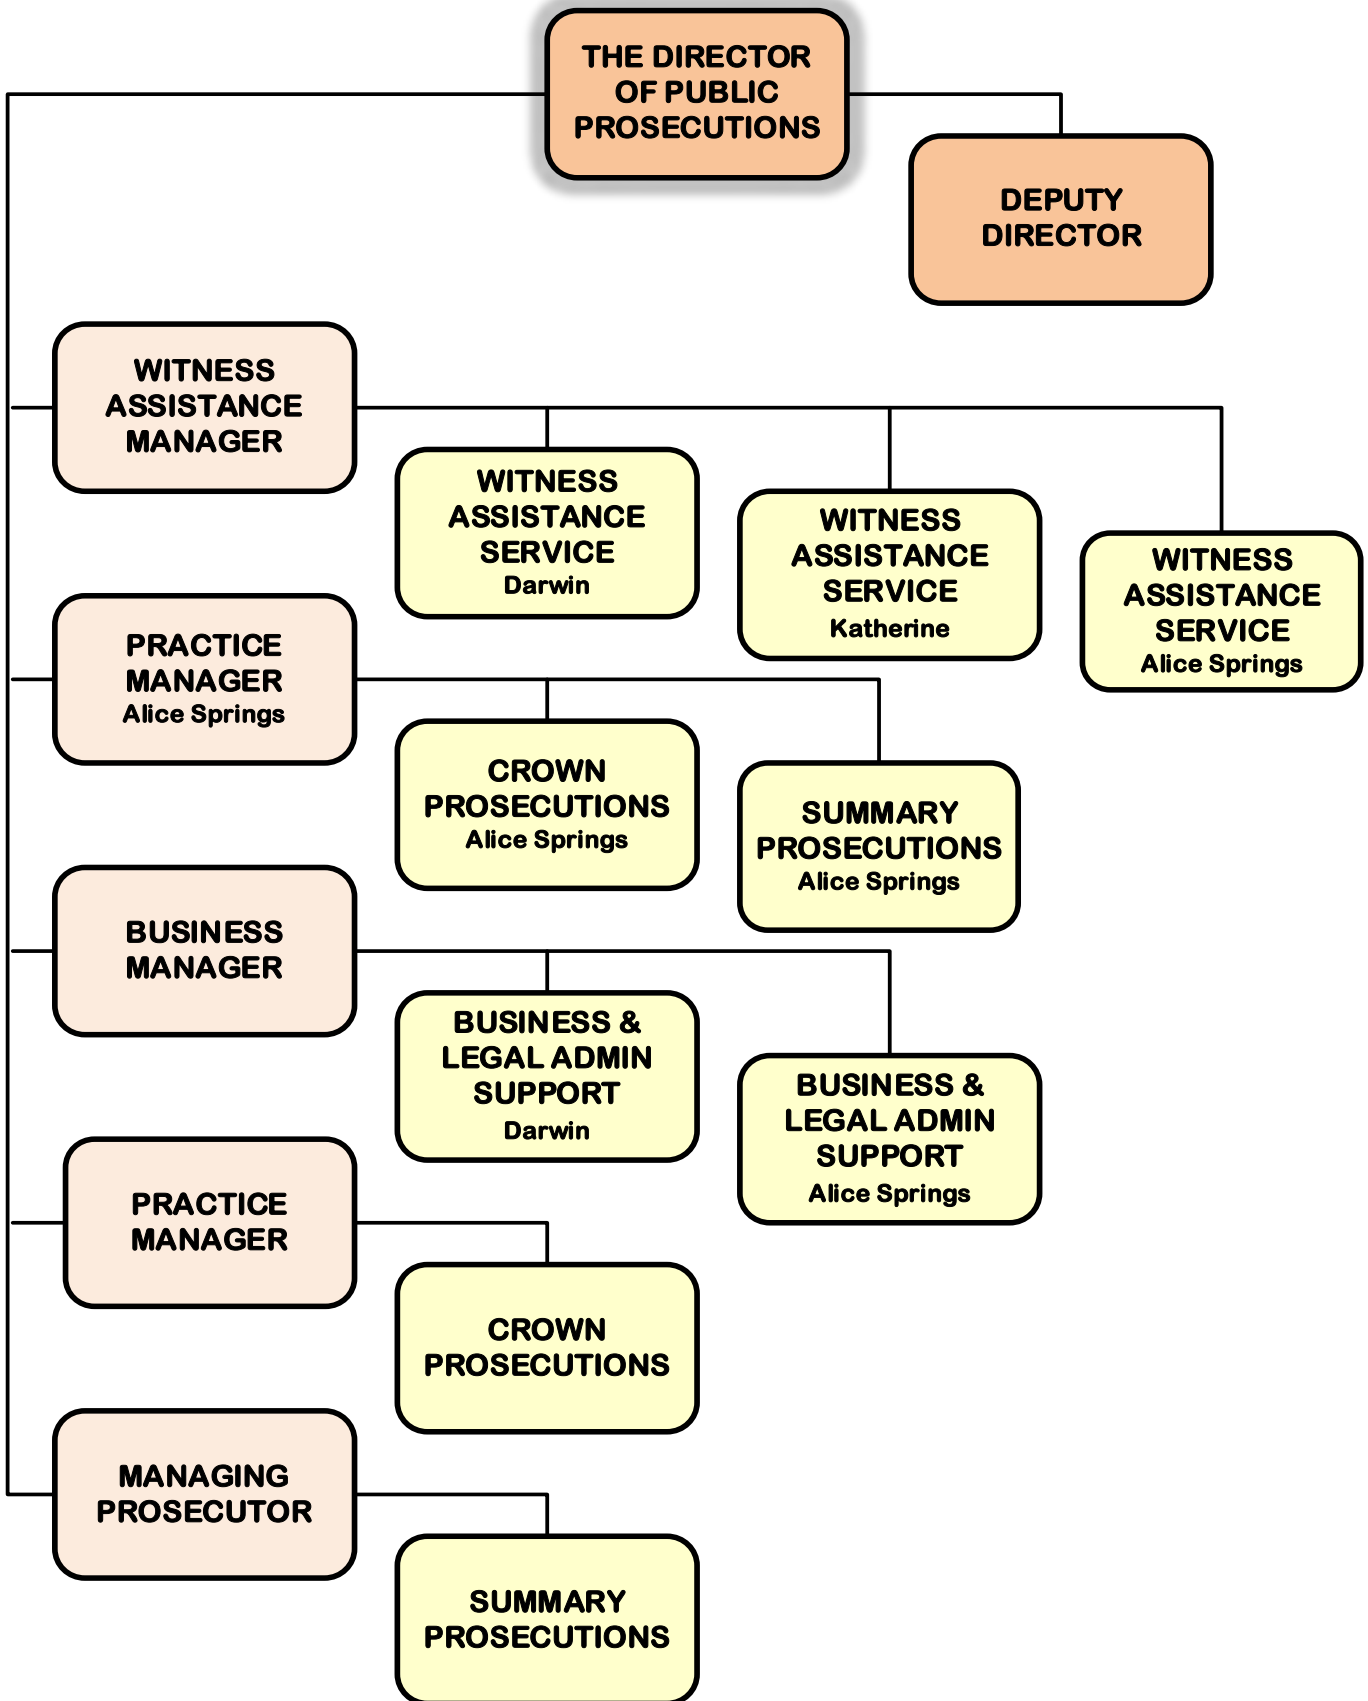 THE DIRECTOR
OF PUBLIC
PROSECUTIONS
DEPUTY
DIRECTOR
WITNESS
ASSISTANCE
MANAGER
WITNESS
ASSISTANCE
SERVICE
Darwin
WITNESS
ASSISTANCE
SERVICE
Katherine
WITNESS
ASSISTANCE
SERVICE
Alice Springs
PRACTICE
MANAGER
Alice Springs
CROWN
PROSECUTIONS
Alice Springs
SUMMARY
PROSECUTIONS
Alice Springs
BUSINESS
MANAGER
BUSINESS &
LEGAL ADMIN
SUPPORT
Darwin
BUSINESS &
LEGAL ADMIN
SUPPORT
Alice Springs
PRACTICE
MANAGER
CROWN
PROSECUTIONS
MANAGING
PROSECUTOR
SUMMARY
PROSECUTIONS